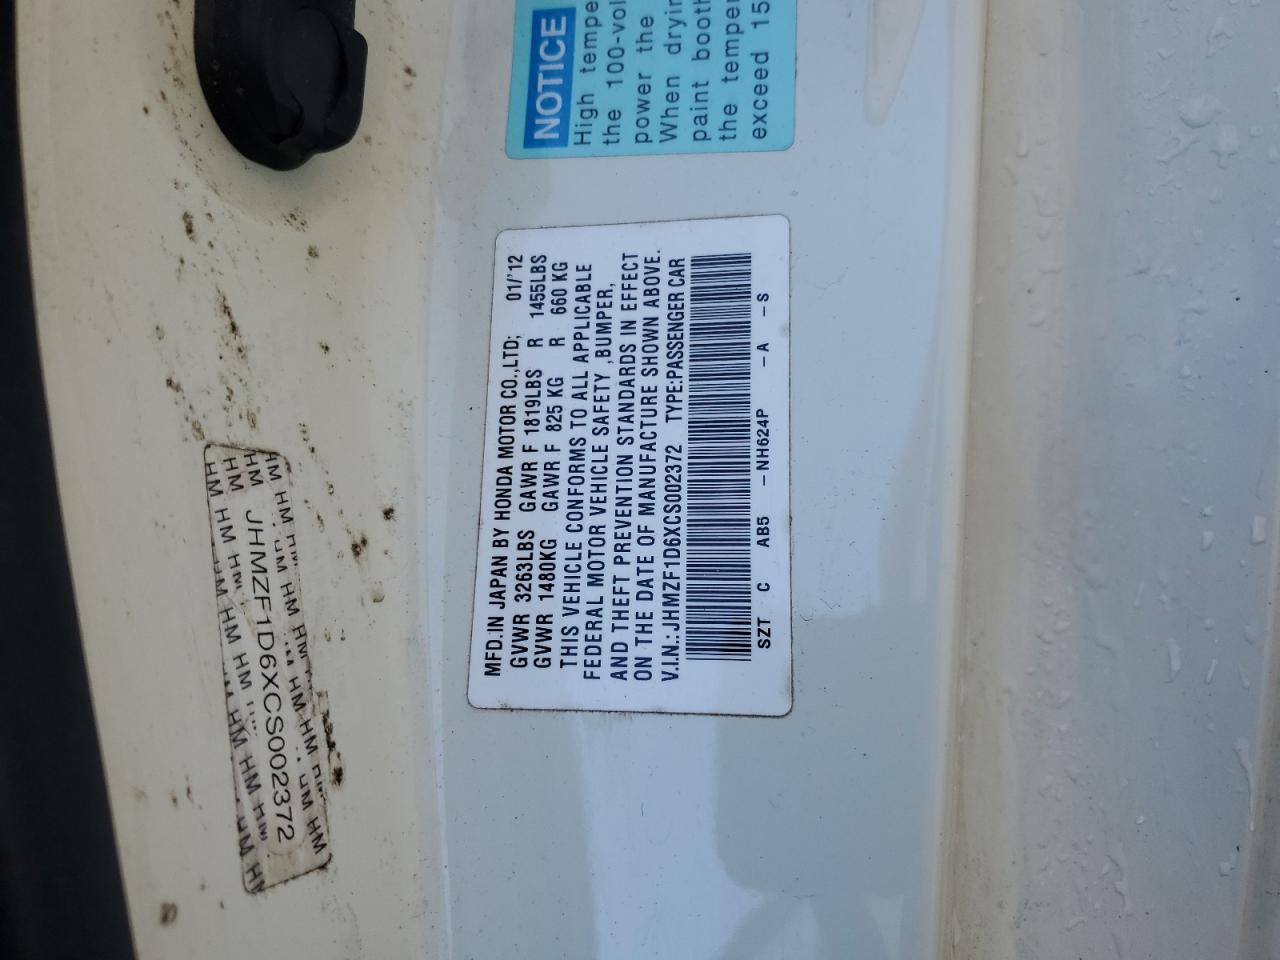 NOTICE
High tempe
the 100-vol
power the
When dryin
paint booth
the temper
exceed 15
MFD.IN JAPAN BY HONDA MOTOR CO.,LTD; 01/'12
GVWR 3263LBS GAWR F 1819LBS R 1455LBS
GVWR 1480KG GAWR F 825 KG R 660 KG
THIS VEHICLE CONFORMS TO ALL APPLICABLE
FEDERAL MOTOR VEHICLE SAFETY ,BUMPER,
AND THEFT PREVENTION STANDARDS IN EFFECT
ON THE DATE OF MANUFACTURE SHOWN ABOVE.
V.I.N.: JHMZF1D6XCS002372 TYPE:PASSENGER CAR
SZT C AB5 -NH624P -A -S
JHMZF1D6XCS002372